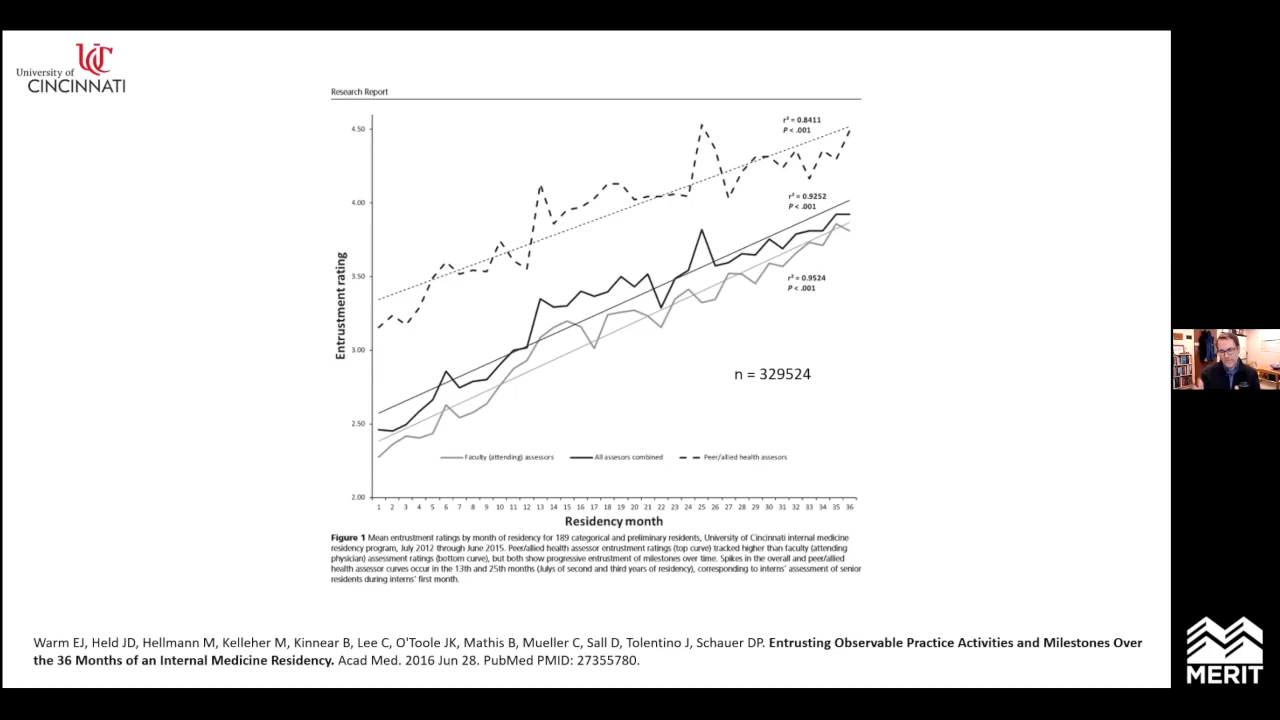 University of
CINCINNATI
Research Report
4.50
4.00
3.50
3.00
2.50
2.00
Entrustment rating
r² = 0.8411
P < .001
r² = 0.9252
P < .001
r² = 0.9524
P < .001
n = 329524
Faculty (attending) assessors
All assesors combined
Peer/allied health assesors
1 2 3 4 5 6 7 8 9 10 11 12 13 14 15 16 17 18 19 20 21 22 23 24 25 26 27 28 29 30 31 32 33 34 35 36
Residency month
Figure 1 Mean entrustment ratings by month of residency for 189 categorical and preliminary residents, University of Cincinnati internal medicine
residency program, July 2012 through June 2015. Peer/allied health assessor entrustment ratings (top curve) tracked higher than faculty (attending
physician) assessment ratings (bottom curve), but both show progressive entrustment of milestones over time. Spikes in the overall and peer/allied
health assessor curves occur in the 13th and 25th months (Julys of second and third years of residency), corresponding to interns' assessment of senior
residents during interns' first month.
Warm EJ, Held JD, Hellmann M, Kelleher M, Kinnear B, Lee C, O'Toole JK, Mathis B, Mueller C, Sall D, Tolentino J, Schauer DP. Entrusting Observable Practice Activities and Milestones Over
the 36 Months of an Internal Medicine Residency. Acad Med. 2016 Jun 28. PubMed PMID: 27355780.
MERIT